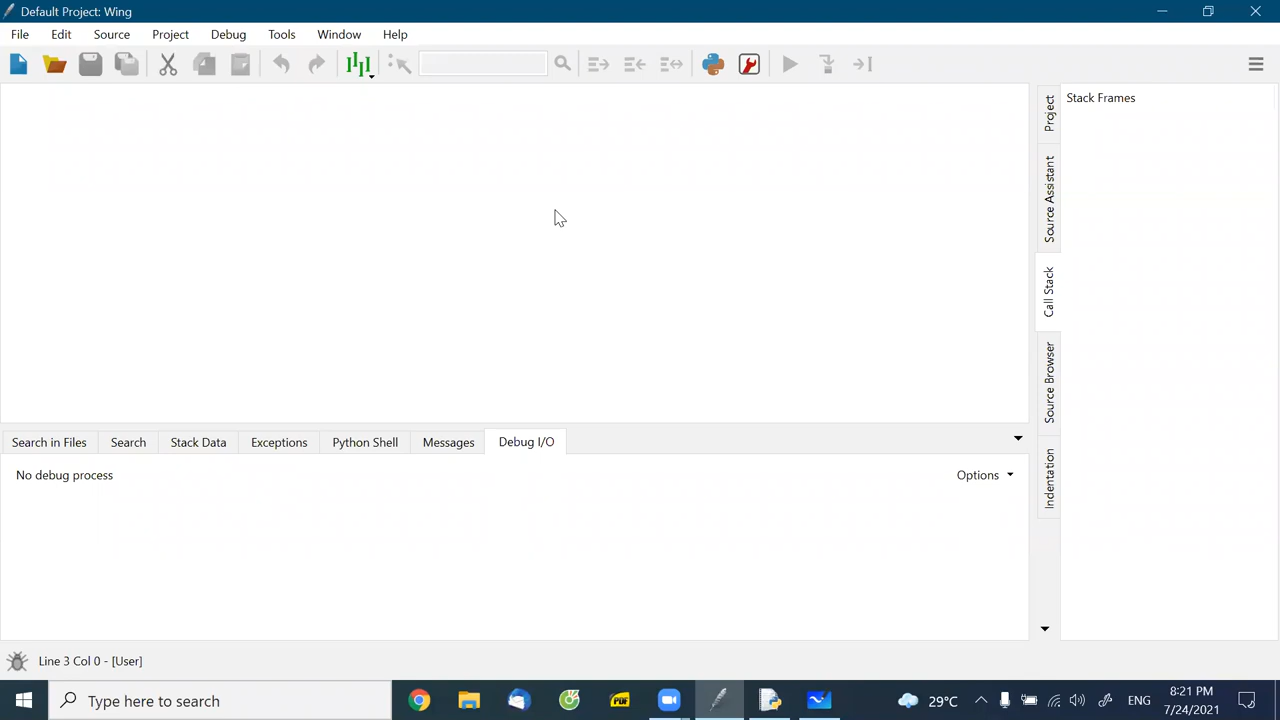 Default Project: Wing
File Edit Source Project Debug Tools Window Help
Stack Frames
Project
Source Assistant
Call Stack
Source Browser
Indentation
Search in Files Search Stack Data Exceptions Python Shell Messages Debug I/O
No debug process Options
Line 3 Col 0 - [User]
Type here to search PDF 29°C ENG 8:21 PM
7/24/2021